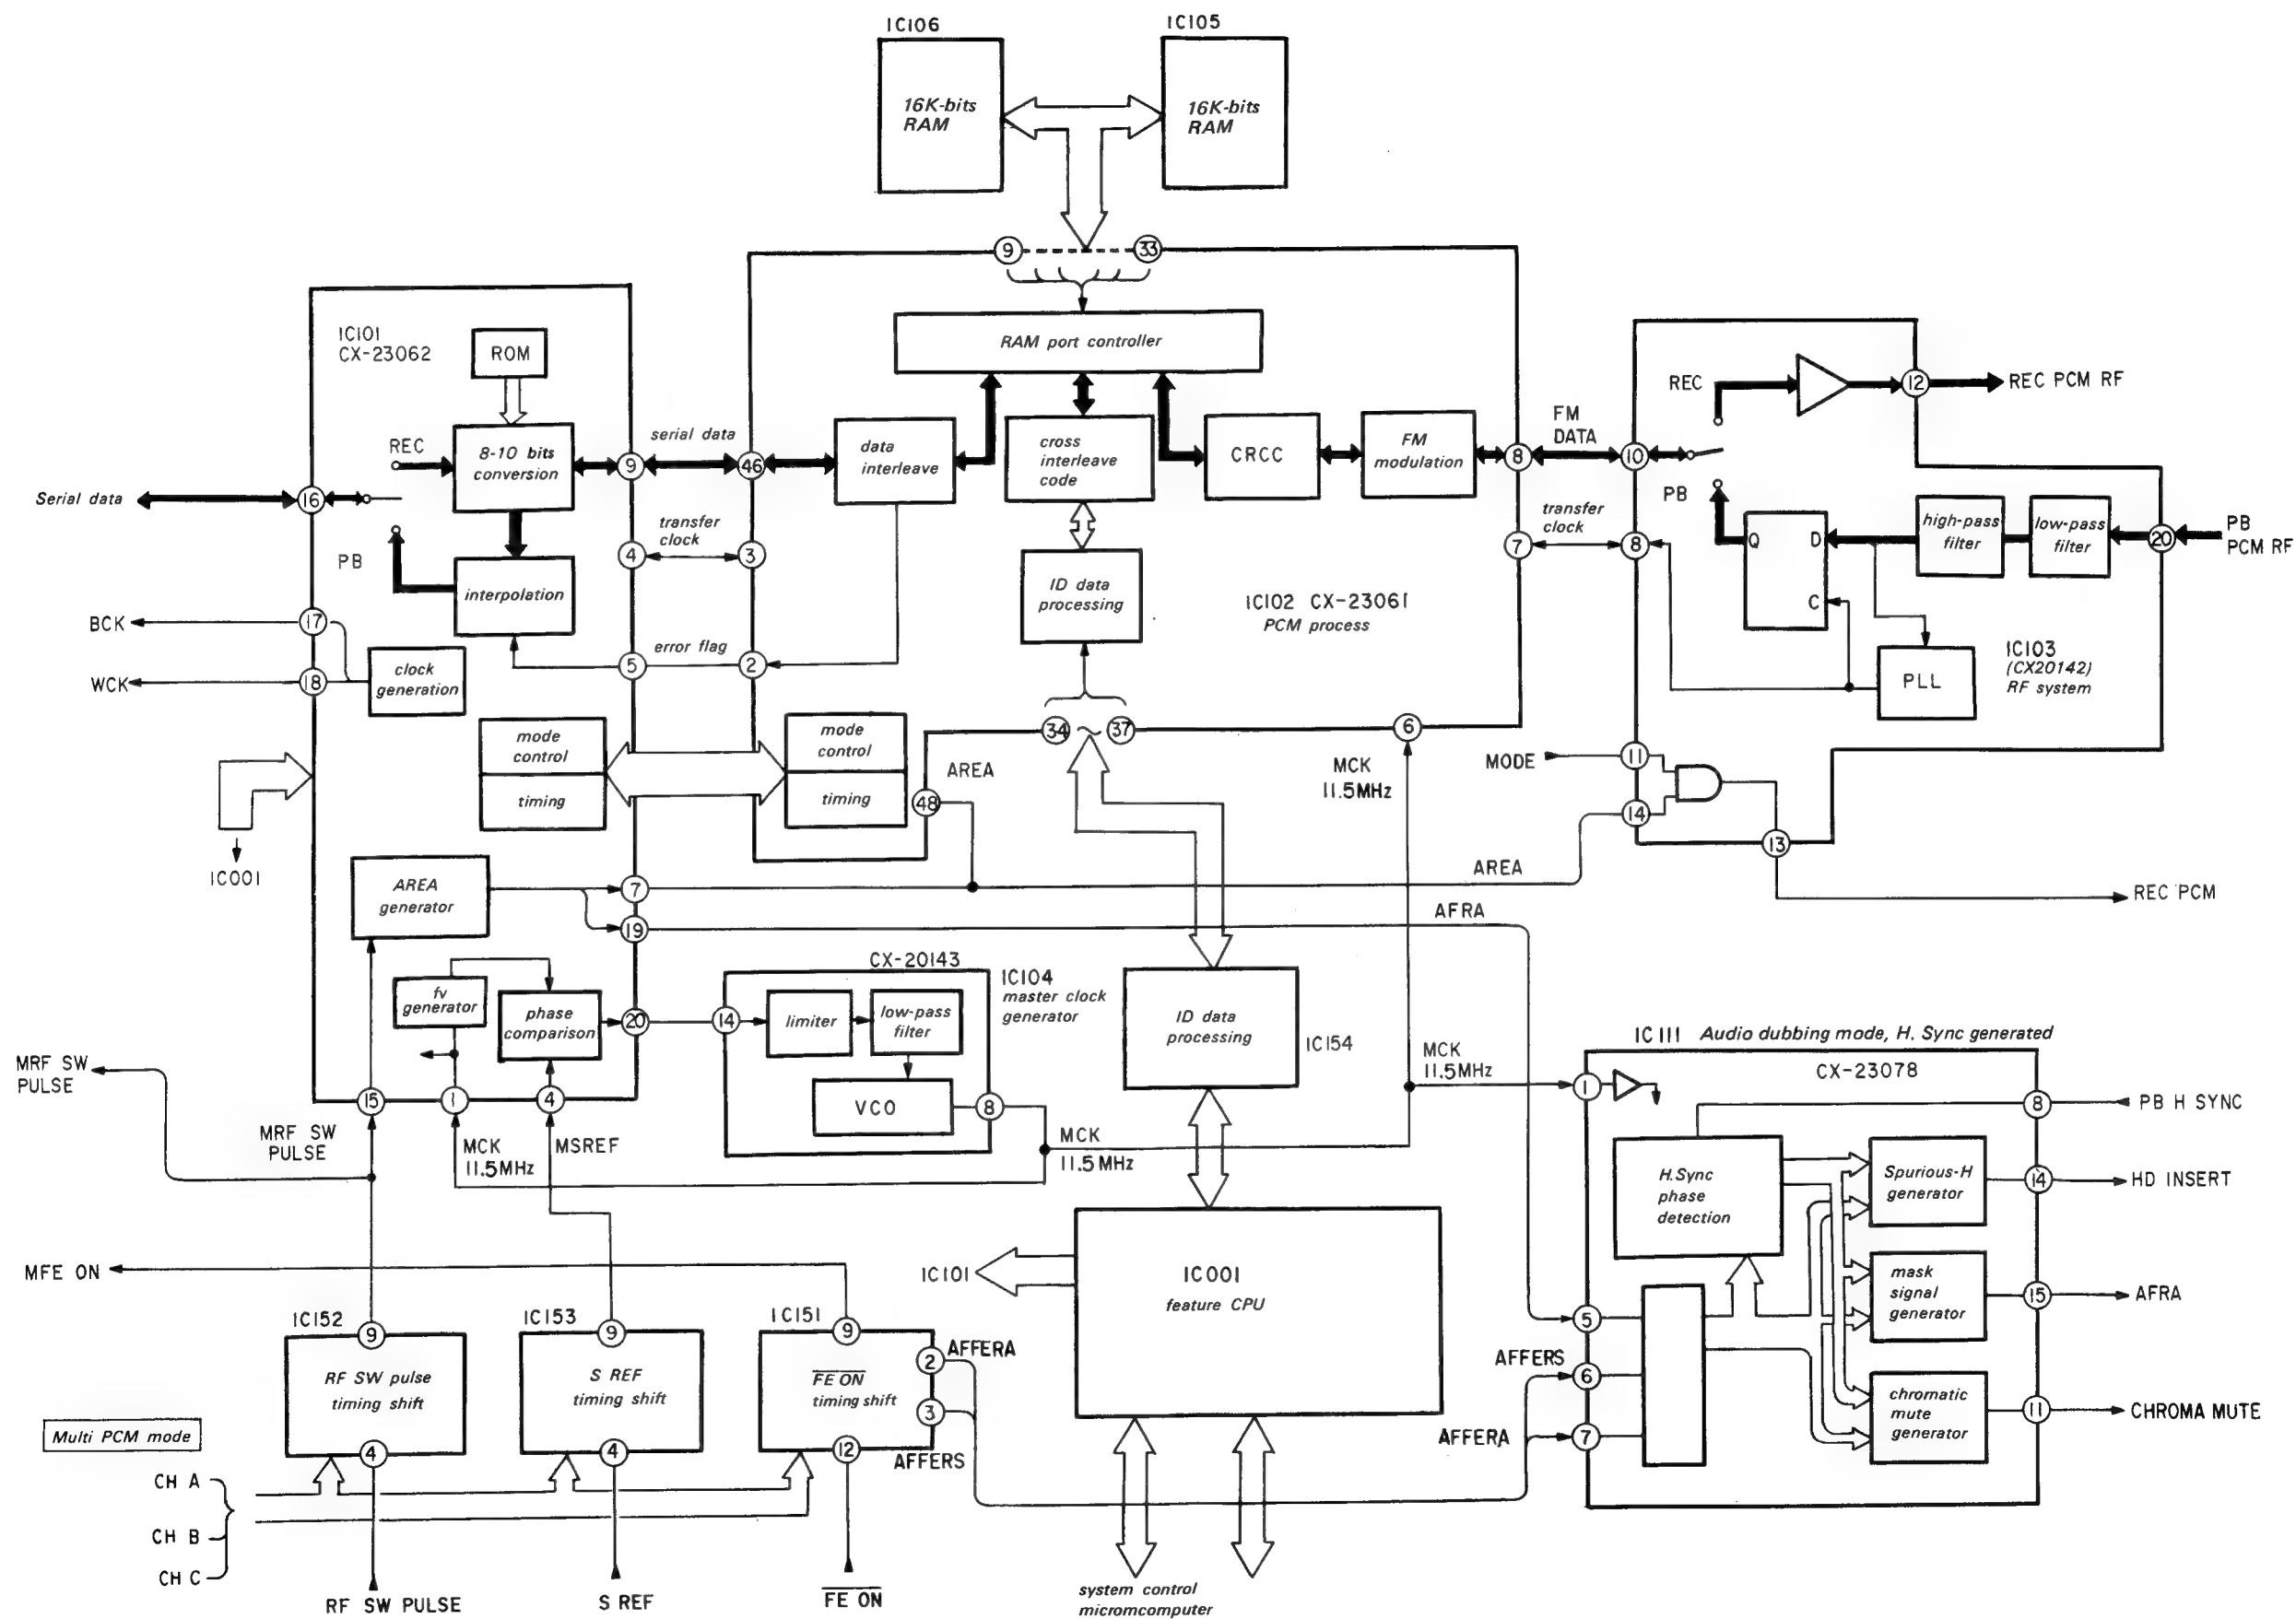 IC106
IC105
16K-bits
RAM
16K-bits
RAM
9
33
IC101
CX-23062
ROM
RAM port controller
REC
8-10 bits
conversion
9
serial data
46
data
interleave
cross
interleave
code
CRCC
FM
modulation
8
FM
DATA
10
REC
12
REC PCM RF
Serial data
16
PB
interpolation
4
transfer
clock
3
ID data
processing
7
transfer
clock
8
PB
Q
D
C
high-pass
filter
low-pass
filter
20
PB
PCM RF
IC102 CX-23061
PCM process
PLL
IC103
(CX20142)
RF system
BCK
17
5
error flag
2
WCK
18
clock
generation
mode
control
timing
mode
control
timing
34
~
37
6
AREA
48
MCK
11.5MHz
MODE
11
14
13
IC001
AREA
generator
7
AREA
REC PCM
19
AFRA
fv
generator
phase
comparison
20
CX-20143
14
limiter
low-pass
filter
IC104
master clock
generator
VCO
8
ID data
processing
IC154
MCK
11.5MHz
IC111 Audio dubbing mode, H. Sync generated
CX-23078
1
8
PB H SYNC
MRF SW
PULSE
15
1
4
MRF SW
PULSE
MCK
11.5MHz
MSREF
MCK
11.5MHz
H.Sync
phase
detection
Spurious-H
generator
14
HD INSERT
MFE ON
IC101
IC001
feature CPU
mask
signal
generator
15
AFRA
5
IC152
9
RF SW pulse
timing shift
4
IC153
9
S REF
timing shift
4
IC151
9
FE ON
timing shift
12
2
AFFERA
3
AFFERS
AFFERS
6
AFFERA
7
chromatic
mute
generator
11
CHROMA MUTE
Multi PCM mode
CH A
CH B
CH C
RF SW PULSE
S REF
FE ON
system control
micromcomputer